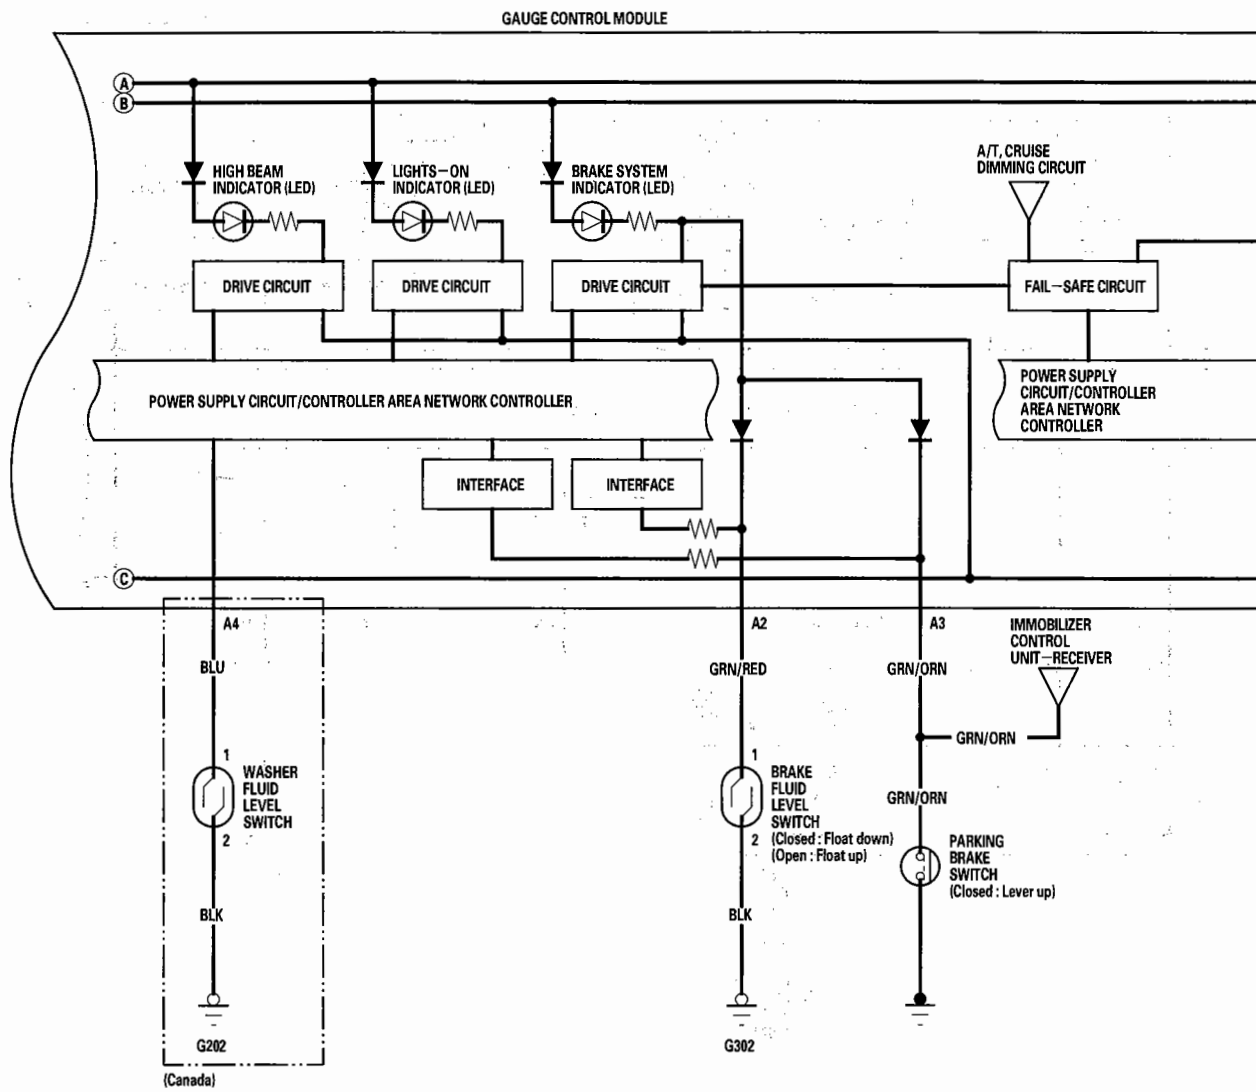 GAUGE CONTROL MODULE
A
B
HIGH BEAM
INDICATOR (LED)
LIGHTS-ON
INDICATOR (LED)
BRAKE SYSTEM
INDICATOR (LED)
A/T, CRUISE
DIMMING CIRCUIT
DRIVE CIRCUIT
DRIVE CIRCUIT
DRIVE CIRCUIT
FAIL-SAFE CIRCUIT
POWER SUPPLY CIRCUIT/CONTROLLER AREA NETWORK CONTROLLER
POWER SUPPLY
CIRCUIT/CONTROLLER
AREA NETWORK
CONTROLLER
INTERFACE
INTERFACE
C
A4
A2
A3
IMMOBILIZER
CONTROL
UNIT-RECEIVER
BLU
GRN/RED
GRN/ORN
GRN/ORN
GRN/ORN
1
WASHER
FLUID
LEVEL
SWITCH
2
1
BRAKE
FLUID
LEVEL
SWITCH
2
(Closed : Float down)
(Open : Float up)
PARKING
BRAKE
SWITCH
(Closed : Lever up)
BLK
BLK
G202
G302
(Canada)